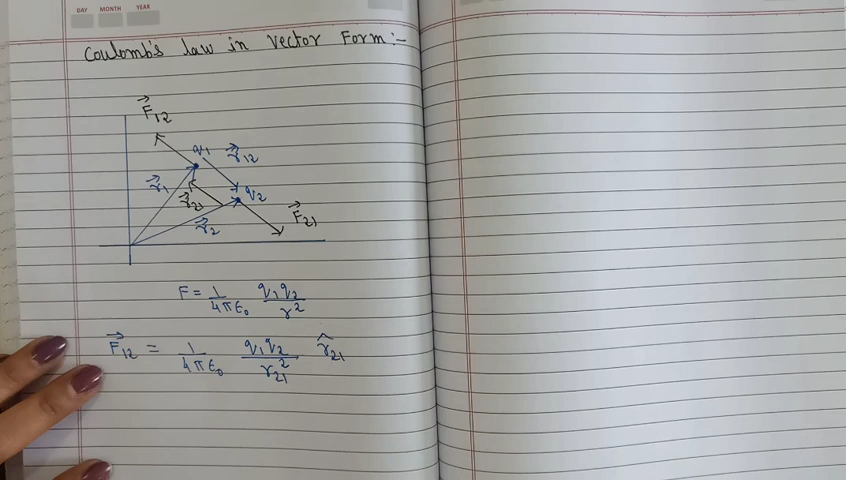 DAY MONTH YEAR
Coulomb's law in Vector Form:-
F⃗₁₂
q₁
r⃗₁₂
r⃗₁
q₂
r⃗₂₁
F⃗₂₁
r⃗₂
F = 1/4πε₀ q₁q₂/r²
F⃗₁₂ = 1/4πε₀ q₁q₂/r₂₁² r̂₂₁